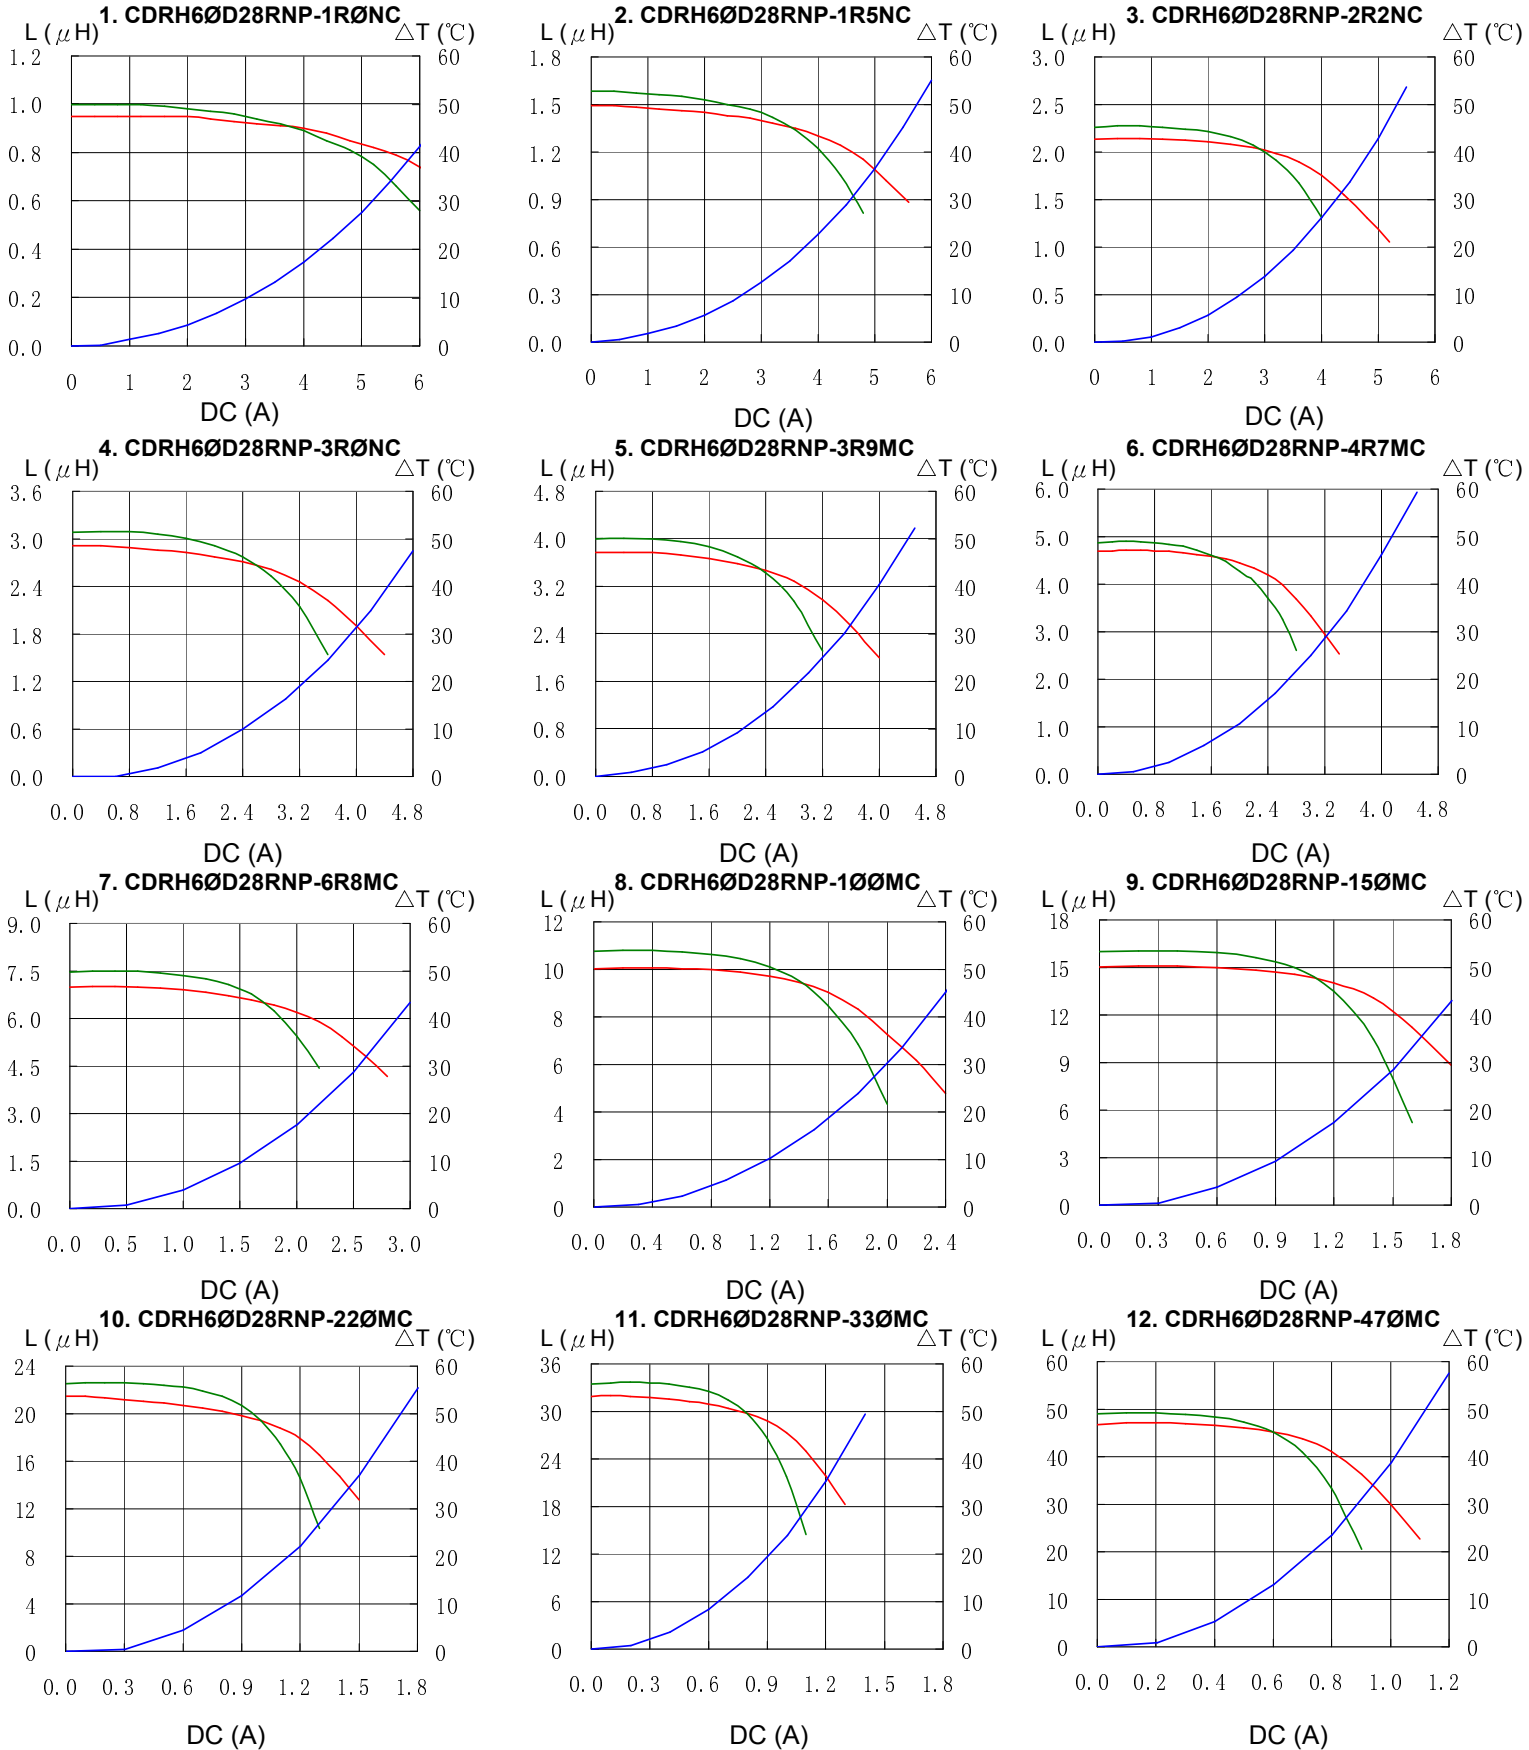 1. CDRH6ØD28RNP-1RØNC
L (μH) △T (℃)
1.2 60
1.0 50
0.8 40
0.6 30
0.4 20
0.2 10
0.0 0
0 1 2 3 4 5 6
DC (A)
2. CDRH6ØD28RNP-1R5NC
L (μH) △T (℃)
1.8 60
1.5 50
1.2 40
0.9 30
0.6 20
0.3 10
0.0 0
0 1 2 3 4 5 6
DC (A)
3. CDRH6ØD28RNP-2R2NC
L (μH) △T (℃)
3.0 60
2.5 50
2.0 40
1.5 30
1.0 20
0.5 10
0.0 0
0 1 2 3 4 5 6
DC (A)
4. CDRH6ØD28RNP-3RØNC
L (μH) △T (℃)
3.6 60
3.0 50
2.4 40
1.8 30
1.2 20
0.6 10
0.0 0
0.0 0.8 1.6 2.4 3.2 4.0 4.8
DC (A)
5. CDRH6ØD28RNP-3R9MC
L (μH) △T (℃)
4.8 60
4.0 50
3.2 40
2.4 30
1.6 20
0.8 10
0.0 0
0.0 0.8 1.6 2.4 3.2 4.0 4.8
DC (A)
6. CDRH6ØD28RNP-4R7MC
L (μH) △T (℃)
6.0 60
5.0 50
4.0 40
3.0 30
2.0 20
1.0 10
0.0 0
0.0 0.8 1.6 2.4 3.2 4.0 4.8
DC (A)
7. CDRH6ØD28RNP-6R8MC
L (μH) △T (℃)
9.0 60
7.5 50
6.0 40
4.5 30
3.0 20
1.5 10
0.0 0
0.0 0.5 1.0 1.5 2.0 2.5 3.0
DC (A)
8. CDRH6ØD28RNP-1ØØMC
L (μH) △T (℃)
12 60
10 50
8 40
6 30
4 20
2 10
0 0
0.0 0.4 0.8 1.2 1.6 2.0 2.4
DC (A)
9. CDRH6ØD28RNP-15ØMC
L (μH) △T (℃)
18 60
15 50
12 40
9 30
6 20
3 10
0 0
0.0 0.3 0.6 0.9 1.2 1.5 1.8
DC (A)
10. CDRH6ØD28RNP-22ØMC
L (μH) △T (℃)
24 60
20 50
16 40
12 30
8 20
4 10
0 0
0.0 0.3 0.6 0.9 1.2 1.5 1.8
DC (A)
11. CDRH6ØD28RNP-33ØMC
L (μH) △T (℃)
36 60
30 50
24 40
18 30
12 20
6 10
0 0
0.0 0.3 0.6 0.9 1.2 1.5 1.8
DC (A)
12. CDRH6ØD28RNP-47ØMC
L (μH) △T (℃)
60 60
50 50
40 40
30 30
20 20
10 10
0 0
0.0 0.2 0.4 0.6 0.8 1.0 1.2
DC (A)